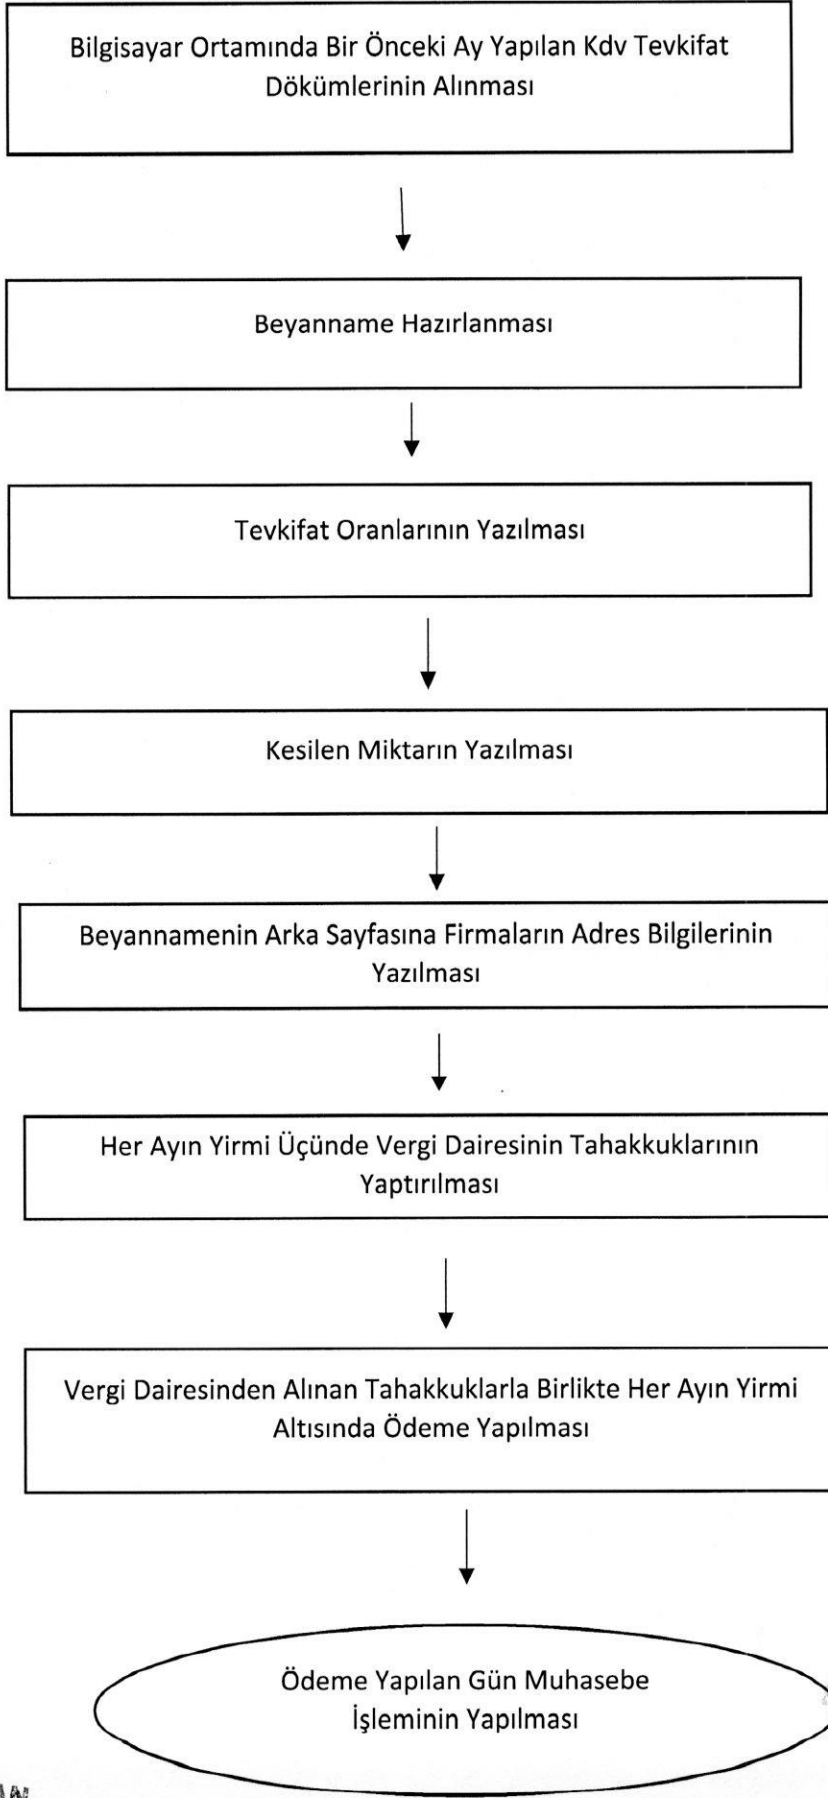 Bilgisayar Ortamında Bir Önceki Ay Yapılan Kdv Tevkifat
Dökümlerinin Alınması
Beyanname Hazırlanması
Tevkifat Oranlarının Yazılması
Kesilen Miktarın Yazılması
Beyannamenin Arka Sayfasına Firmaların Adres Bilgilerinin
Yazılması
Her Ayın Yirmi Üçünde Vergi Dairesinin Tahakkuklarının
Yaptırılması
Vergi Dairesinden Alınan Tahakkuklarla Birlikte Her Ayın Yirmi
Altısında Ödeme Yapılması
Ödeme Yapılan Gün Muhasebe
İşleminin Yapılması